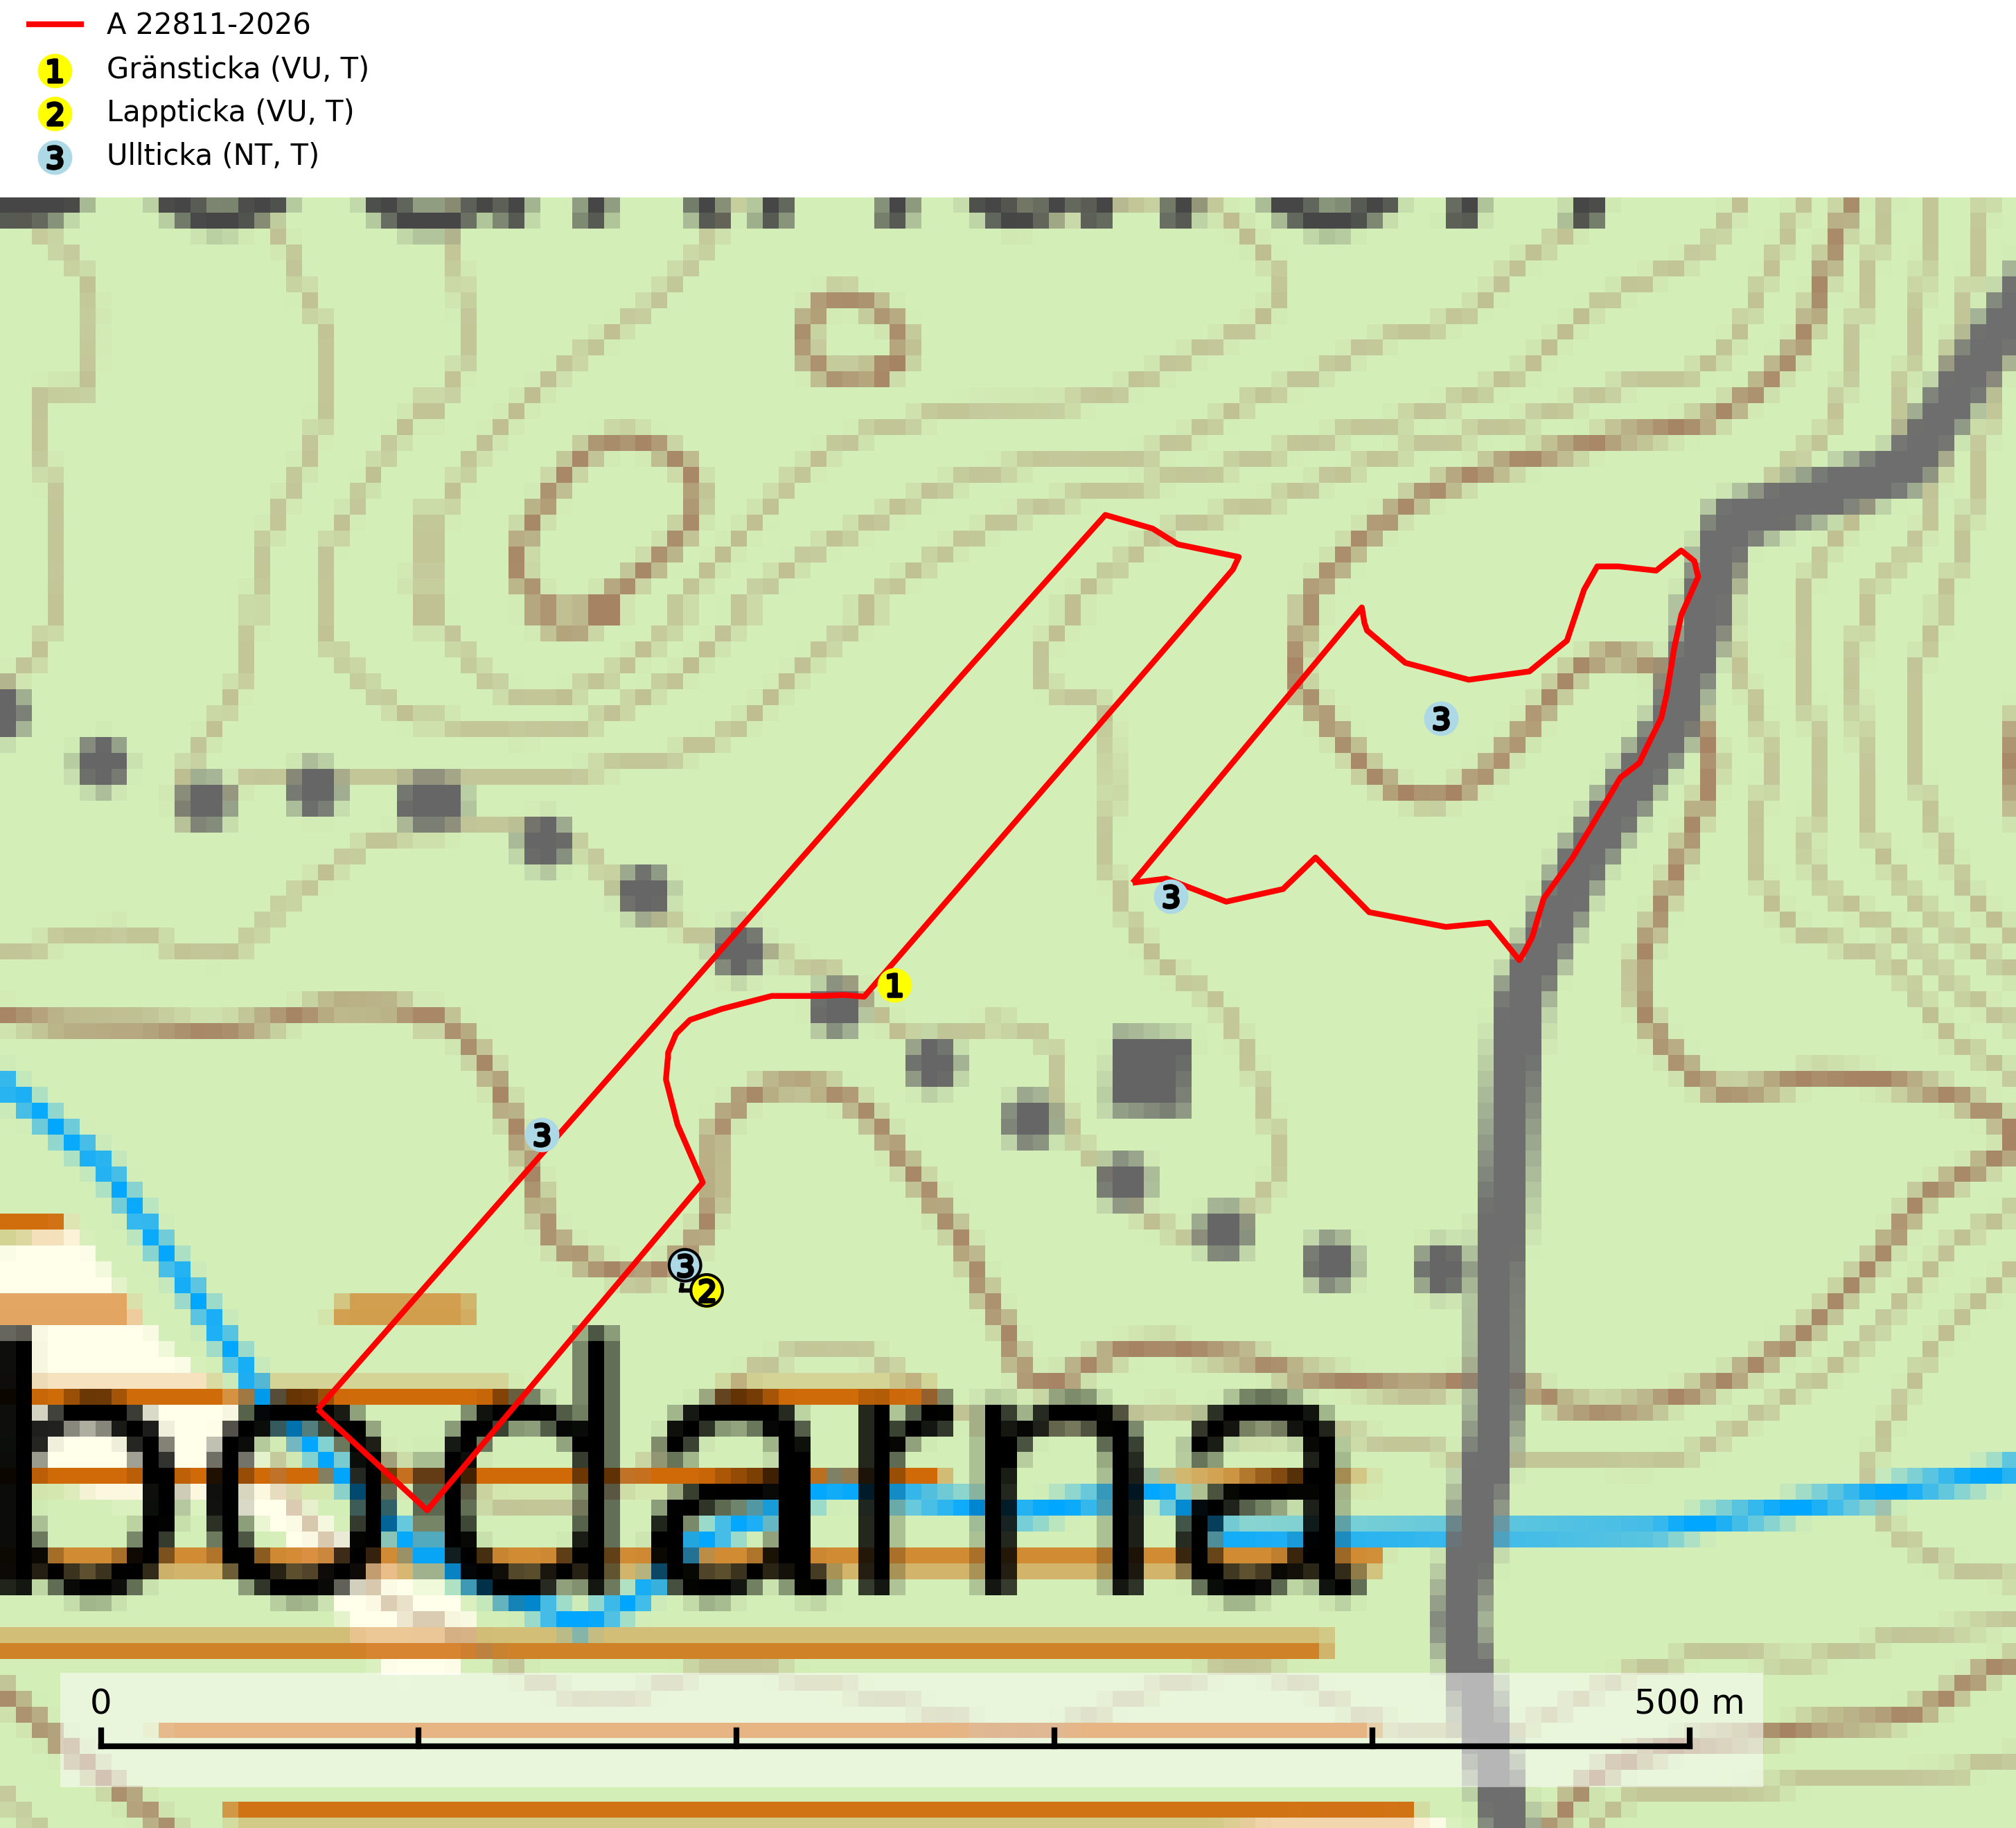 A 22811-2026
1 Gränsticka (VU, T)
2 Lappticka (VU, T)
3 Ullticka (NT, T)
3
3
1
3
3
2
bodarna
0 500 m